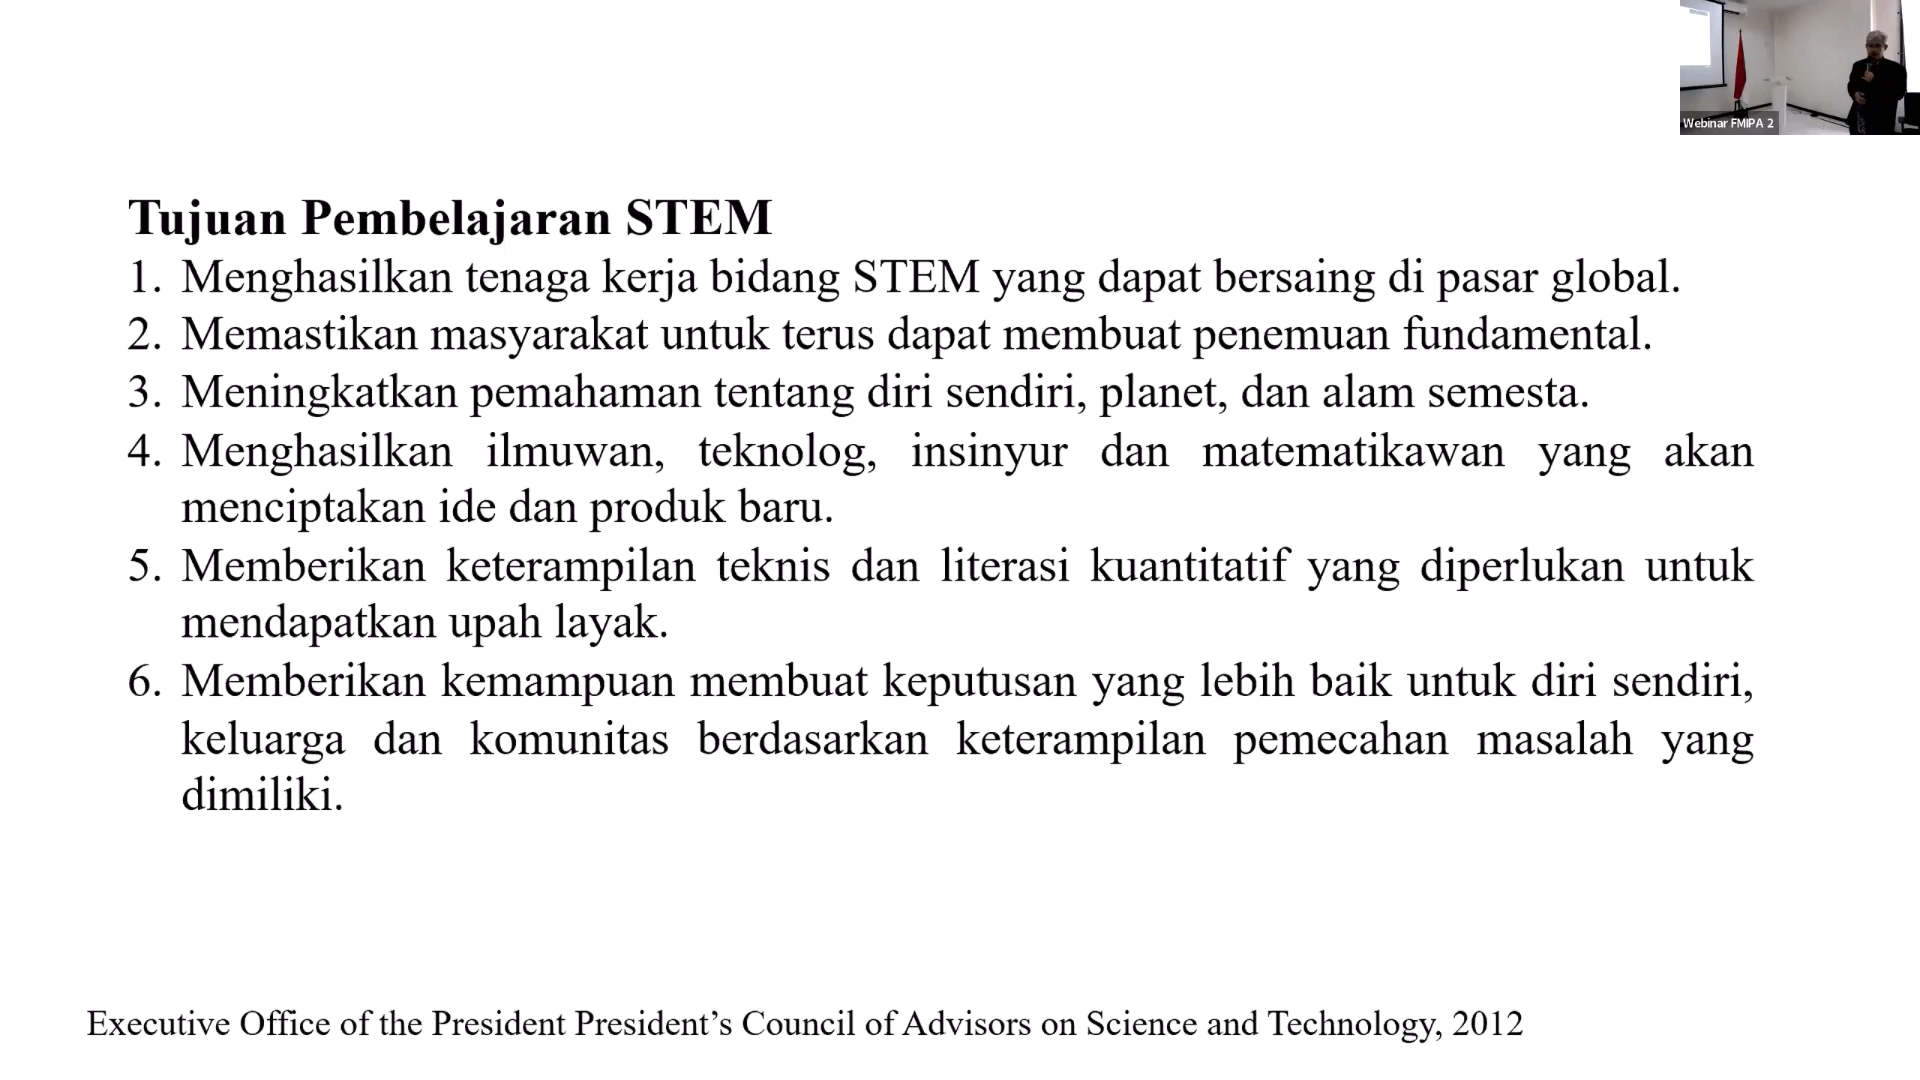 Webinar FMIPA 2
Tujuan Pembelajaran STEM
1. Menghasilkan tenaga kerja bidang STEM yang dapat bersaing di pasar global.
2. Memastikan masyarakat untuk terus dapat membuat penemuan fundamental.
3. Meningkatkan pemahaman tentang diri sendiri, planet, dan alam semesta.
4. Menghasilkan ilmuwan, teknolog, insinyur dan matematikawan yang akan
menciptakan ide dan produk baru.
5. Memberikan keterampilan teknis dan literasi kuantitatif yang diperlukan untuk
mendapatkan upah layak.
6. Memberikan kemampuan membuat keputusan yang lebih baik untuk diri sendiri,
keluarga dan komunitas berdasarkan keterampilan pemecahan masalah yang
dimiliki.
Executive Office of the President President’s Council of Advisors on Science and Technology, 2012